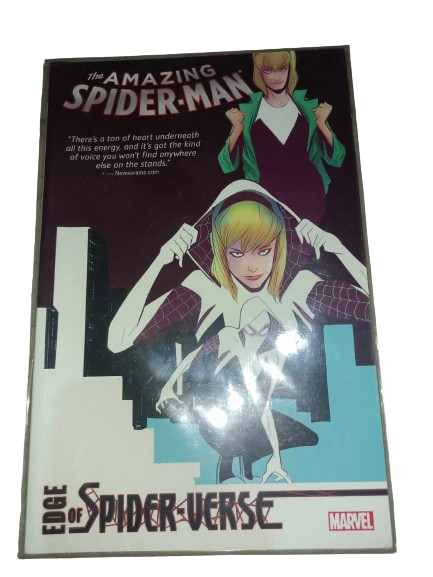 The AMAZING
SPIDER-MAN
"There's a ton of heart underneath
all this energy, and it's got the kind
of voice you won't find anywhere
else on the stands."
— Newsarama.com
EDGE
OF SPIDER-VERSE
MARVEL